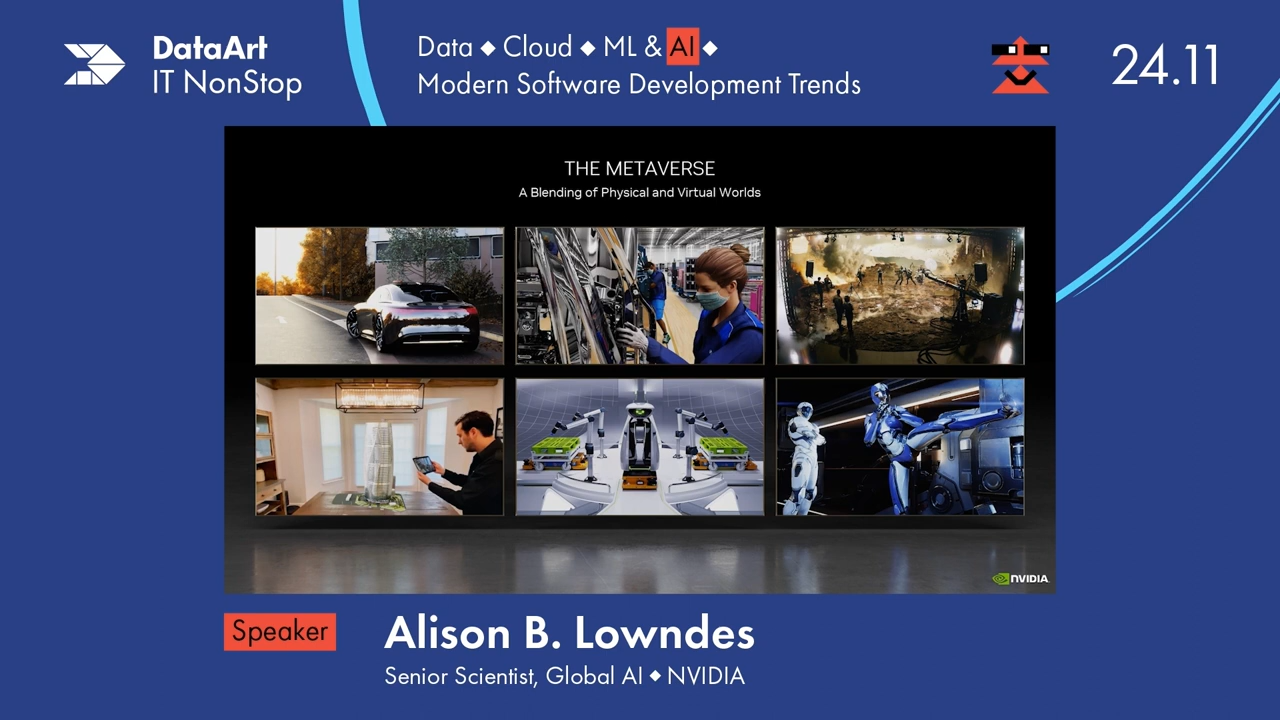 DataArt
IT NonStop
Data ◆ Cloud ◆ ML & AI ◆
Modern Software Development Trends
24.11
THE METAVERSE
A Blending of Physical and Virtual Worlds
NVIDIA
Speaker
Alison B. Lowndes
Senior Scientist, Global AI ◆ NVIDIA